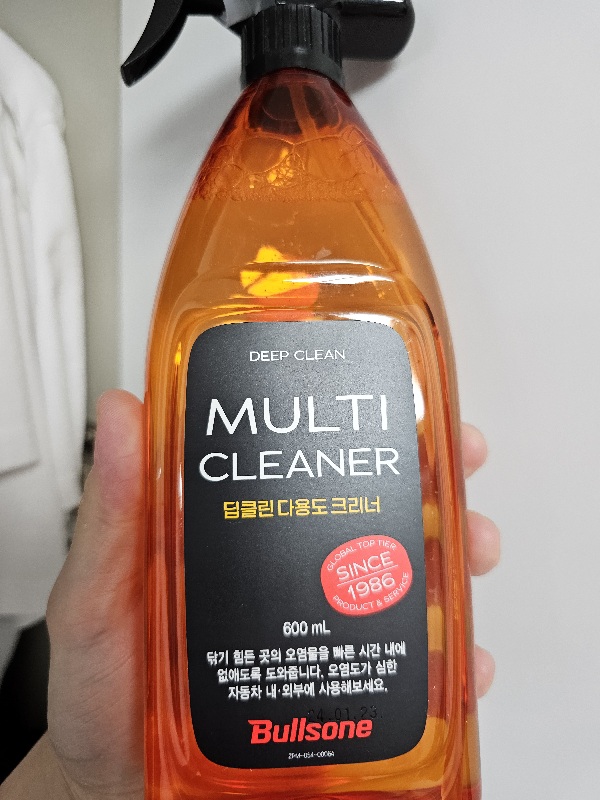 DEEP CLEAN
MULTI
CLEANER
딥클린 다용도 크리너
GLOBAL TOP TIER
SINCE
1986
PRODUCT & SERVICE
600 mL
닦기 힘든 곳의 오염물을 빠른 시간 내에
없애도록 도와줍니다. 오염도가 심한
자동차 내·외부에 사용해보세요.
24.01.23
Bullsone